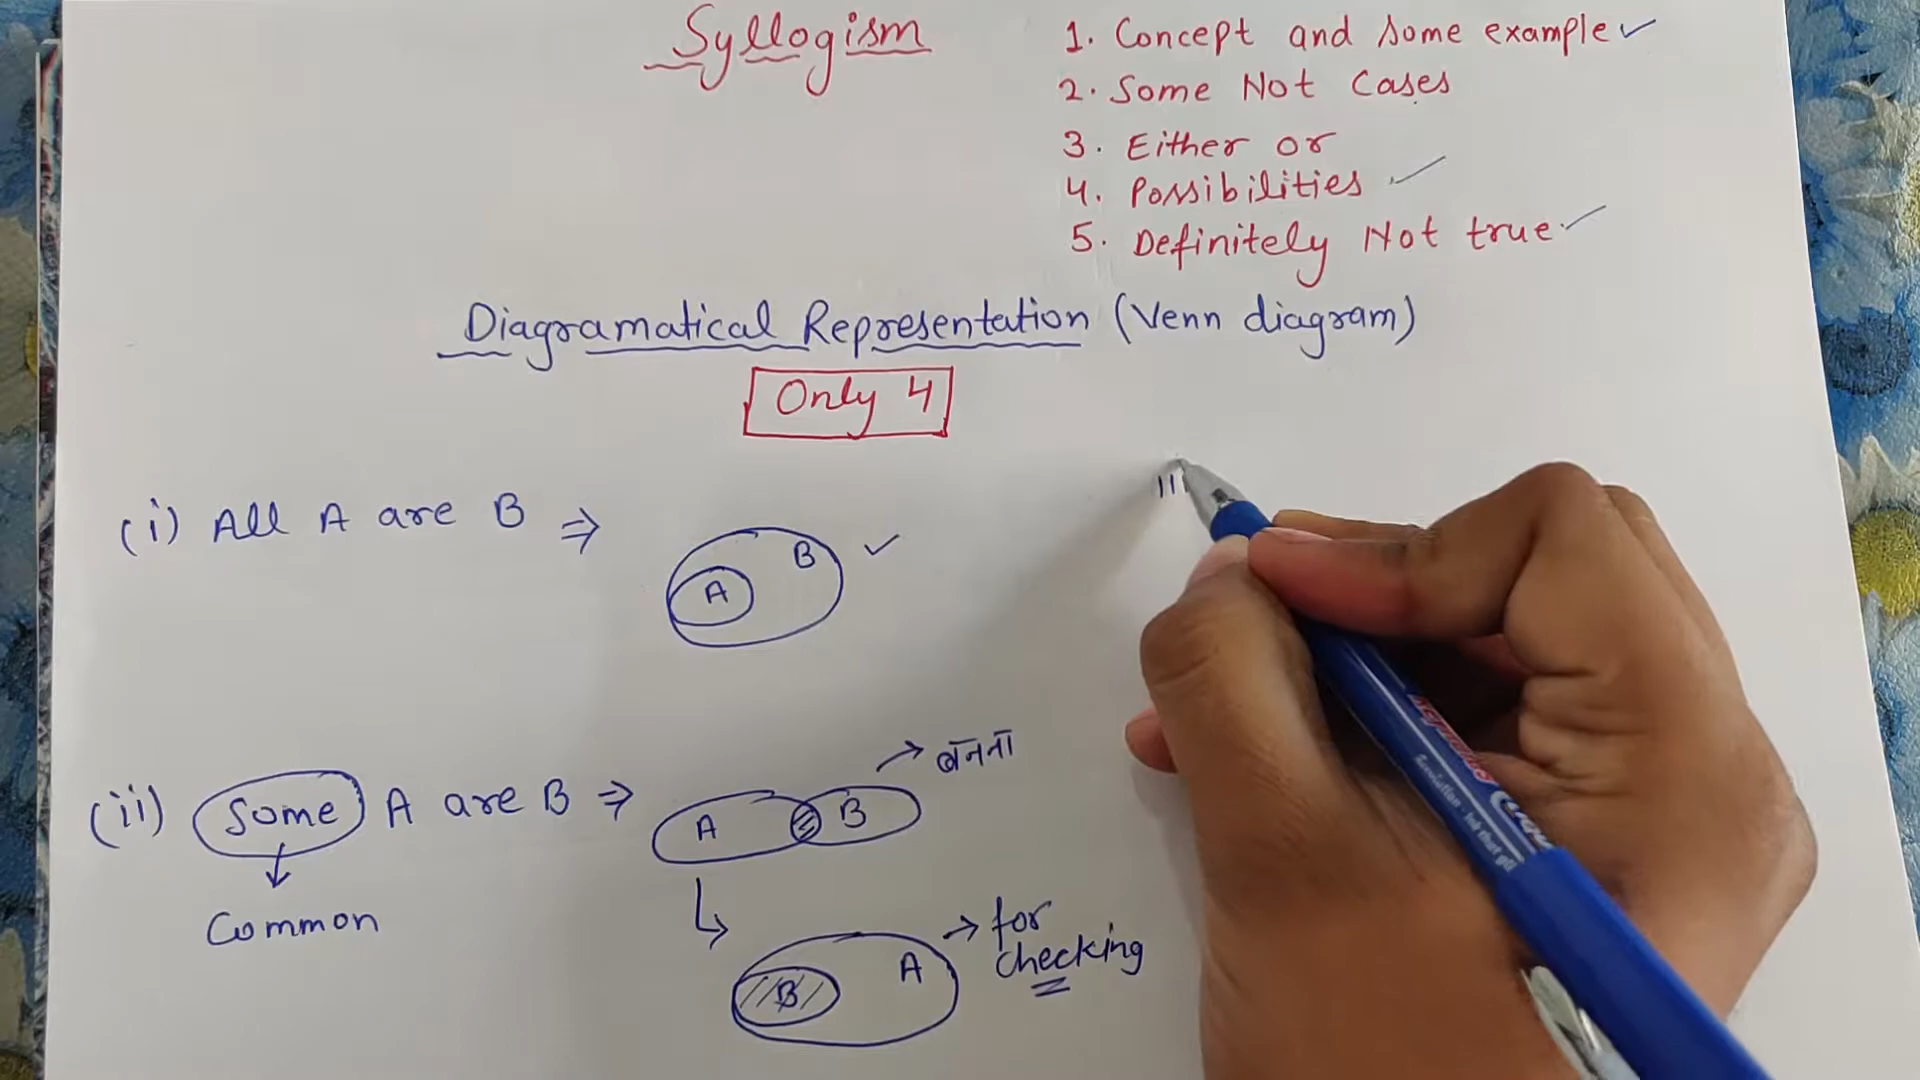 Syllogism
1. Concept and some example
2. Some Not Cases
3. Either or
4. Possibilities
5. Definitely Not true
Diagramatical Representation (Venn diagram)
Only 4
(i) All A are B ⇒
A B
(ii) Some A are B ⇒
Common
A B
→ बनना
B A
→ for
checking